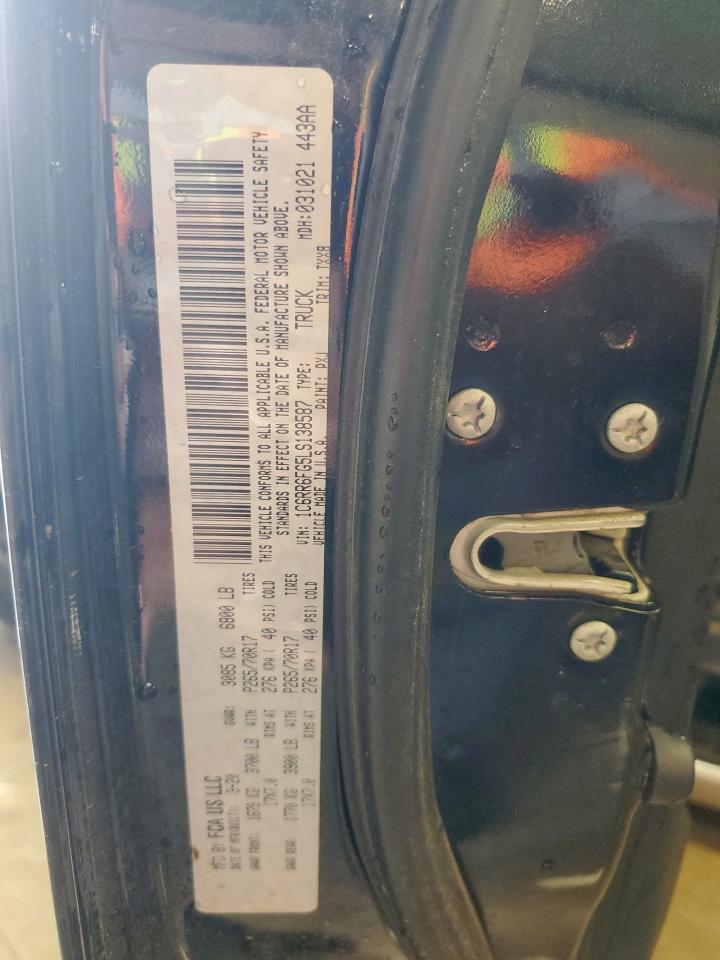 MFD BY FCA US LLC
DATE OF MFR(BUILT): 3-20 GVWR: 3085 KG 6800 LB
GAWR FRONT: 1679 KG 3700 LB WITH P265/70R17 TIRES
17X7.0 RIMS AT 276 KPA ( 40 PSI) COLD
GAWR REAR: 1770 KG 3900 LB WITH P265/70R17 TIRES
17X7.0 RIMS AT 276 KPA ( 40 PSI) COLD
THIS VEHICLE CONFORMS TO ALL APPLICABLE U.S.A. FEDERAL MOTOR VEHICLE SAFETY
STANDARDS IN EFFECT ON THE DATE OF MANUFACTURE SHOWN ABOVE.
VIN: 1C6RR6FG5LS138587 TYPE: TRUCK MDH:031021 443AA
VEHICLE MADE IN U.S.A. PAINT: PXJ TRIM: TXX8